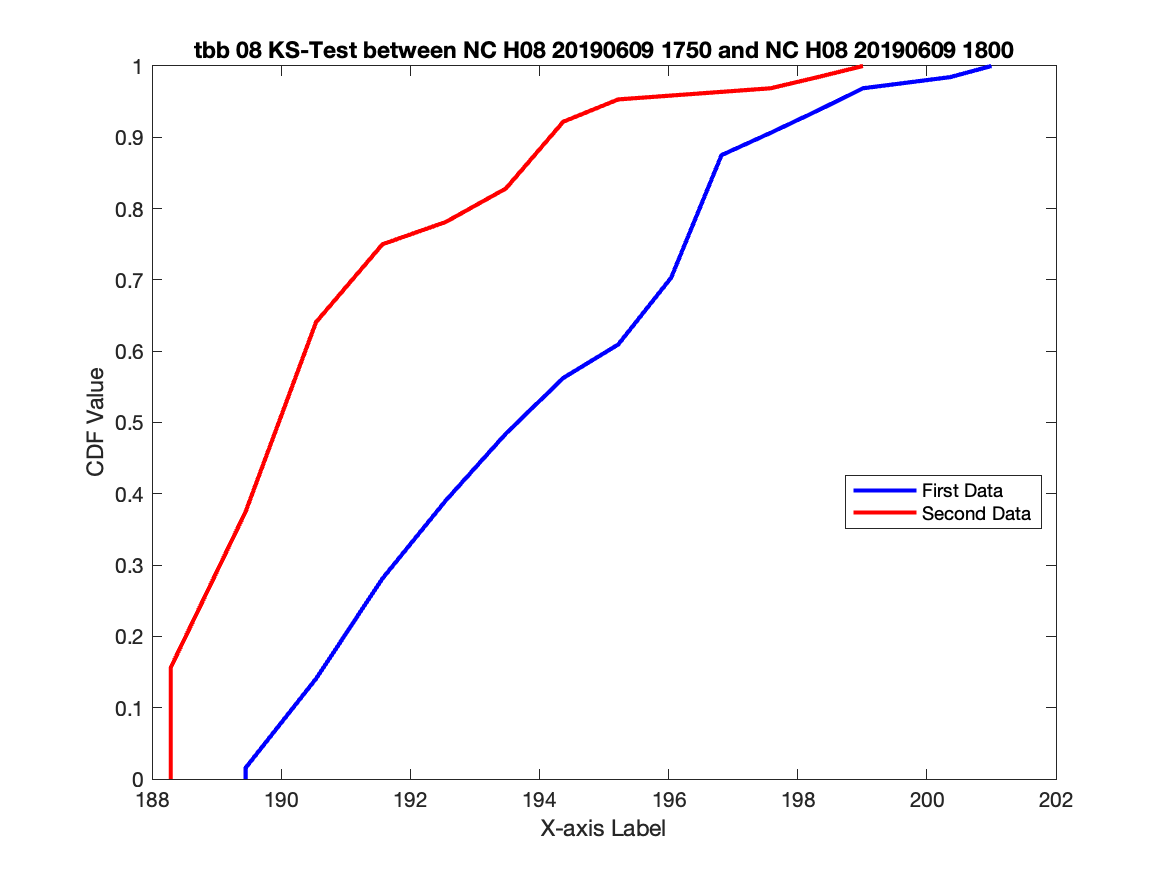 tbb 08 KS-Test between NC H08 20190609 1750 and NC H08 20190609 1800
1
0.9
0.8
0.7
0.6
0.5
0.4
0.3
0.2
0.1
0
CDF Value
First Data
Second Data
188 190 192 194 196 198 200 202
X-axis Label